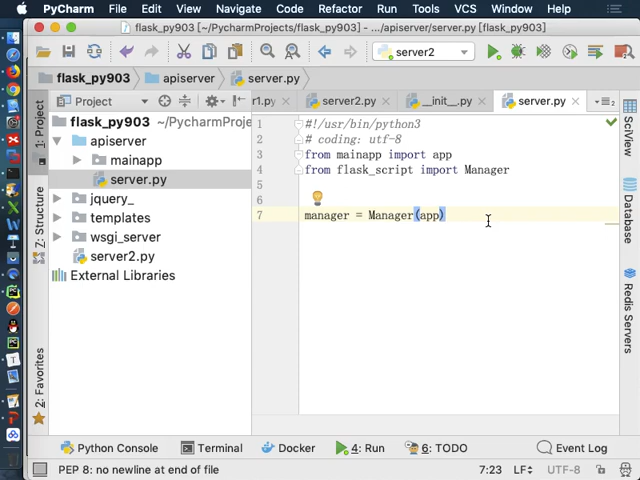 PyCharm File Edit View Navigate Code Refactor Run Tools VCS Window Help
flask_py903 [~/PycharmProjects/flask_py903] - .../apiserver/server.py [flask_py903]
server2
flask_py903 apiserver server.py
Project r1.py server2.py __init__.py server.py
flask_py903 ~/PycharmProje
apiserver
mainapp
server.py
jquery_
templates
wsgi_server
server2.py
External Libraries
1: Project
Z: Structure
2: Favorites
1 #!/usr/bin/python3
2 # coding: utf-8
3 from mainapp import app
4 from flask_script import Manager
5
6
7 manager = Manager(app)
SciView
Database
Redis Servers
Python Console Terminal Docker 4: Run 6: TODO Event Log
PEP 8: no newline at end of file 7:23 LF UTF-8